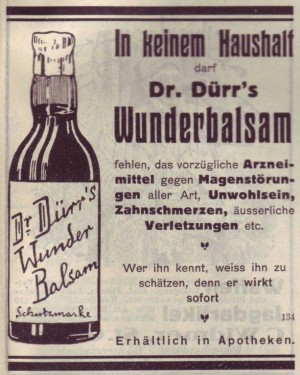 In keinem Haushalt
darf
Dr. Dürr's
Wunderbalsam
fehlen, das vorzügliche Arznei-
mittel gegen Magenstörun-
gen aller Art, Unwohlsein,
Zahnschmerzen, äusserliche
Verletzungen etc.
Wer ihn kennt, weiss ihn zu
schätzen, denn er wirkt
sofort
134
Erhältlich in Apotheken.
Dr. Dürr's
Wunder
Balsam
Schutzmarke